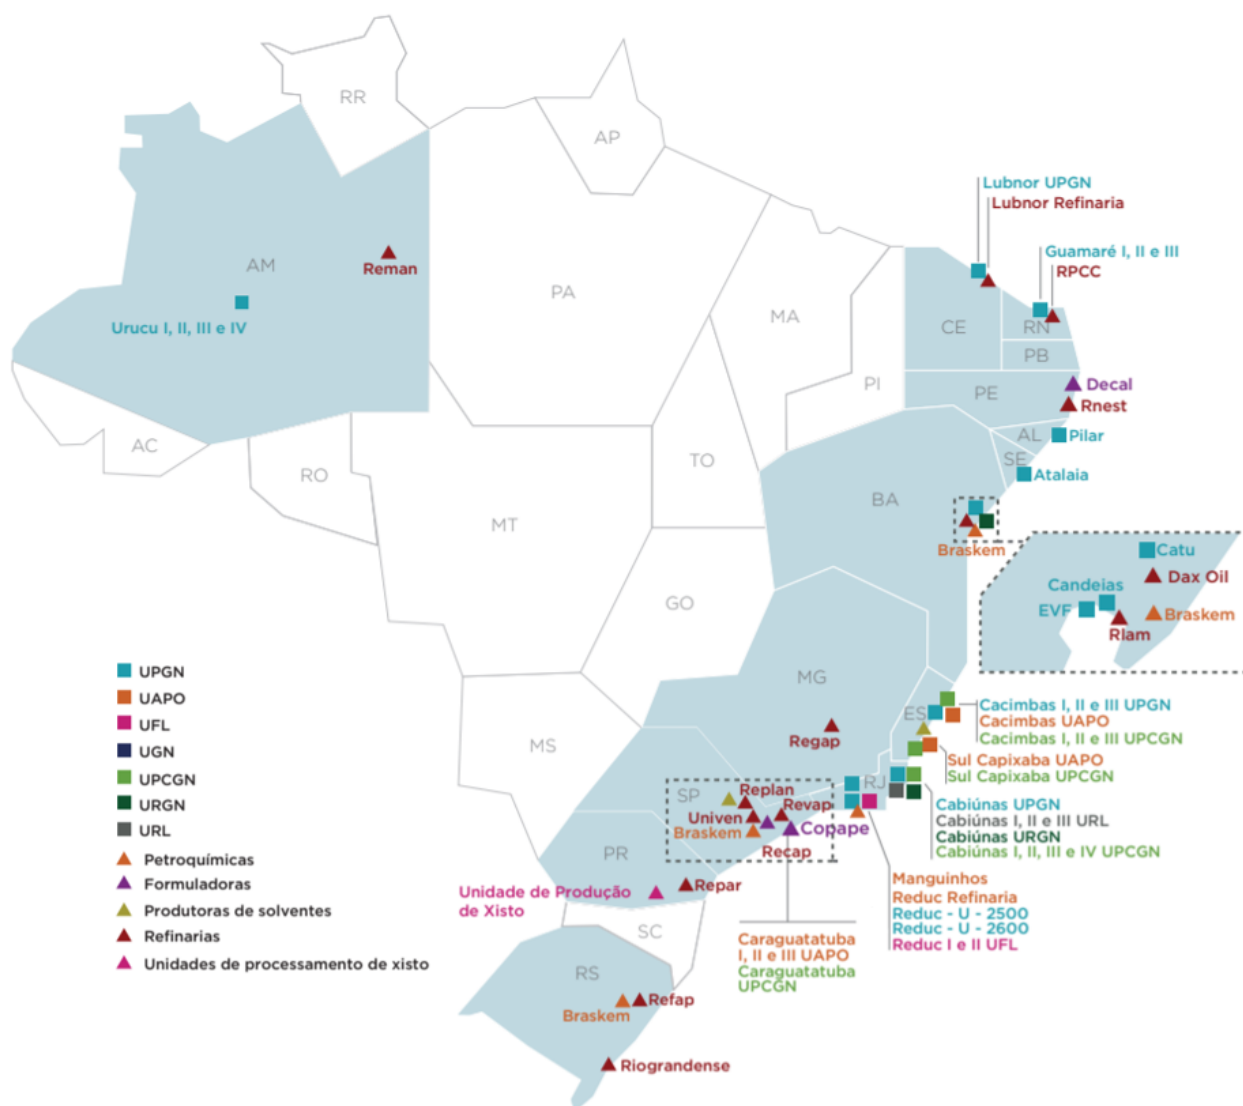 RR
AP
Lubnor UPGN
Lubnor Refinaria
Guamaré I, II e III
RPCC
AM
Reman
Urucu I, II, III e IV
PA
MA
CE
RN
PB
PI
PE
Decal
Rnest
AL
Pilar
SE
Atalaia
AC
RO
TO
BA
MT
Braskem
Catu
Dax Oil
Candeias
EVF
Braskem
Rlam
GO
MG
UPGN
UAPO
UFL
UGN
UPCGN
URGN
URL
Petroquímicas
Formuladoras
Produtoras de solventes
Refinarias
Unidades de processamento de xisto
MS
Regap
ES
Cacimbas I, II e III UPGN
Cacimbas UAPO
Cacimbas I, II e III UPCGN
Sul Capixaba UAPO
Sul Capixaba UPCGN
RJ
Cabiúnas UPGN
Cabiúnas I, II e III URL
Cabiúnas URGN
Cabiúnas I, II, III e IV UPCGN
SP
Replan
Revap
Univen
Braskem
Copape
Recap
PR
Repar
Unidade de Produção
de Xisto
Manguinhos
Reduc Refinaria
Reduc - U - 2500
Reduc - U - 2600
Reduc I e II UFL
Caraguatatuba
I, II e III UAPO
Caraguatatuba
UPCGN
SC
RS
Refap
Braskem
Riograndense